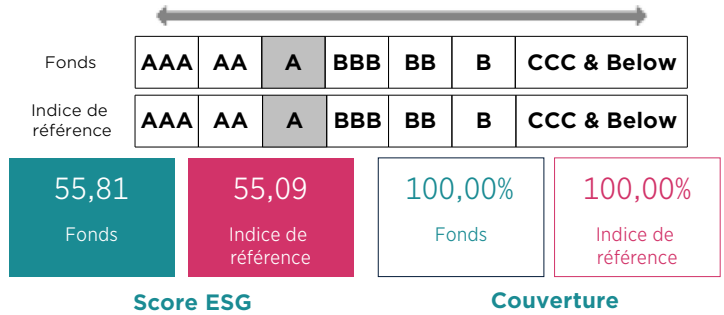 Fonds AAA AA A BBB BB B CCC & Below
Indice de
référence AAA AA A BBB BB B CCC & Below
55,81 55,09 100,00% 100,00%
Fonds Indice de Fonds Indice de
référence référence
Score ESG Couverture